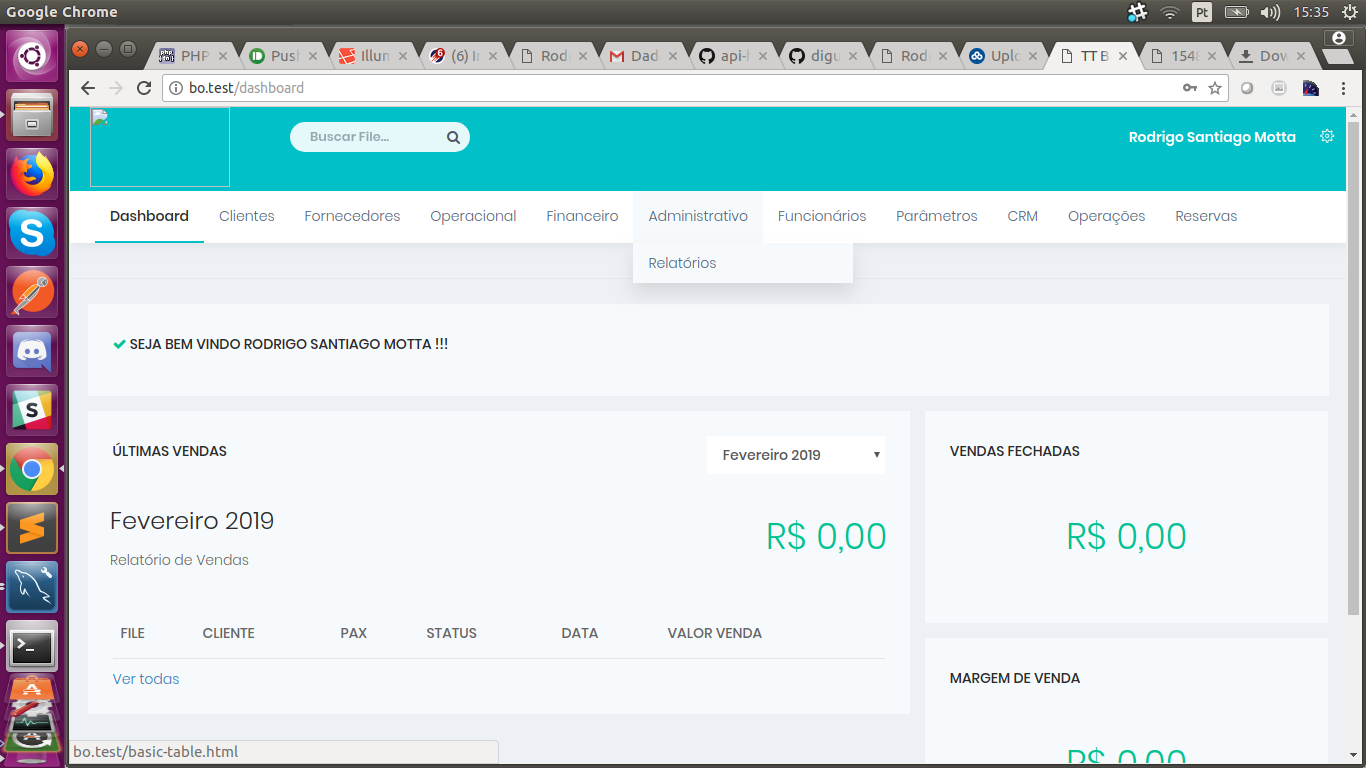 Google Chrome
Pt
15:35
PHP
Push
Illum
(6) In
Rodr
Dad
api-l
digu
Rodr
Uplo
TT B
1548
Dow
bo.test/dashboard
Buscar File...
Rodrigo Santiago Motta
Dashboard
Clientes
Fornecedores
Operacional
Financeiro
Administrativo
Funcionários
Parâmetros
CRM
Operações
Reservas
Relatórios
SEJA BEM VINDO RODRIGO SANTIAGO MOTTA !!!
ÚLTIMAS VENDAS
Fevereiro 2019
VENDAS FECHADAS
Fevereiro 2019
R$ 0,00
R$ 0,00
Relatório de Vendas
FILE
CLIENTE
PAX
STATUS
DATA
VALOR VENDA
Ver todas
MARGEM DE VENDA
R$ 0,00
bo.test/basic-table.html